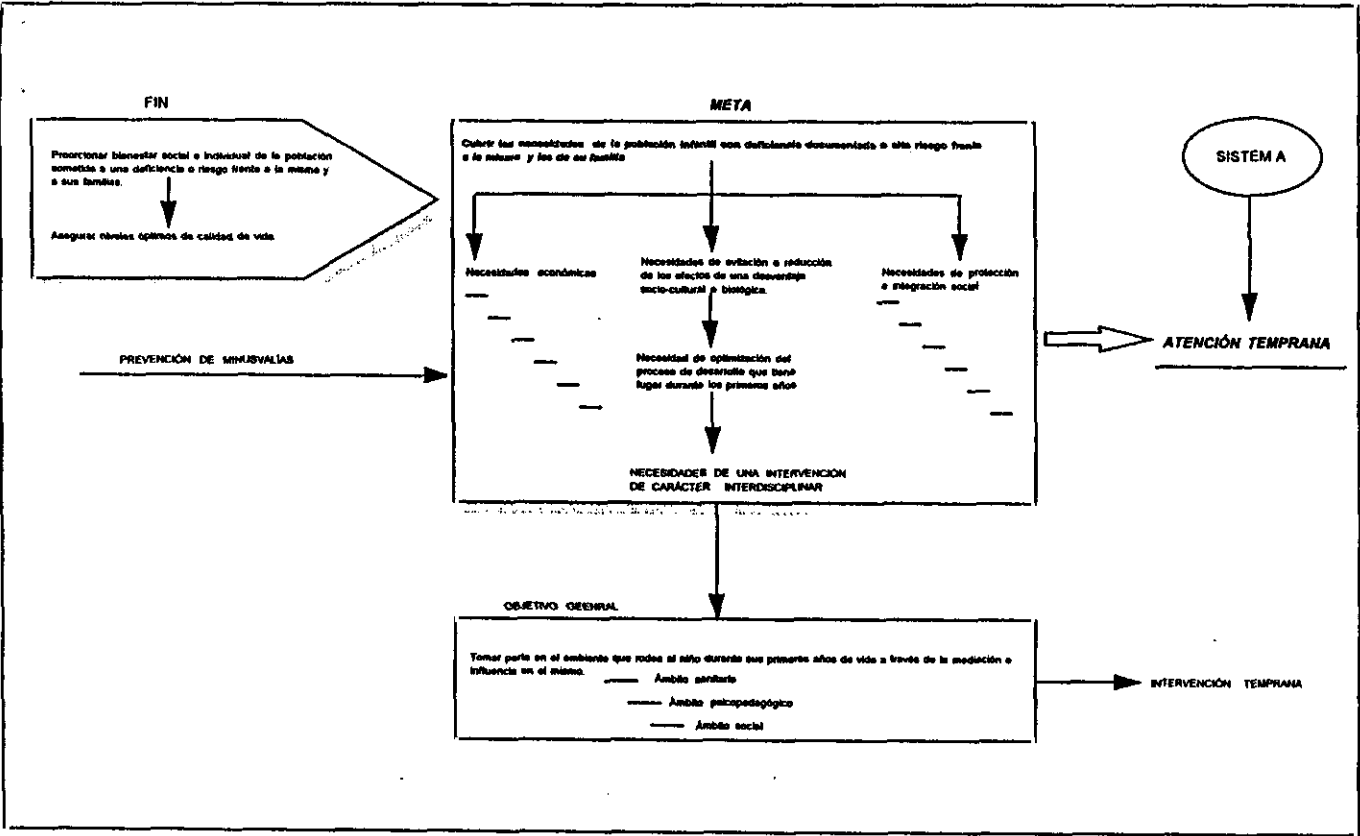 FIN
Proorcionar bienestar social e individual de la población
sometida a una deficiencia o riesgo frente a la misma y
a sus familias.
Asegurar niveles óptimos de calidad de vida
PREVENCIÓN DE MINUSVALÍAS
META
Cubrir las necesidades de la población infantil con deficiencia documentada o alto riesgo frente
a la misma y los de su familia
Necesidades económicas
Necesidades de evitación o reducción
de los efectos de una desventaja
socio-cultural o biológica.
Necesidades de protección
e integración social
Necesidad de optimización del
proceso de desarrollo que tiene
lugar durante los primeros años
NECESIDADES DE UNA INTERVENCIÓN
DE CARÁCTER INTERDISCIPLINAR
SISTEM A
ATENCIÓN TEMPRANA
OBJETIVO GEENRAL
Tomar parte en el ambiente que rodea al niño durante sus primeros años de vida a través de la mediación e
influencia en el mismo.
Ámbito sanitario
Ámbito psicopedagógico
Ámbito social
INTERVENCIÓN TEMPRANA